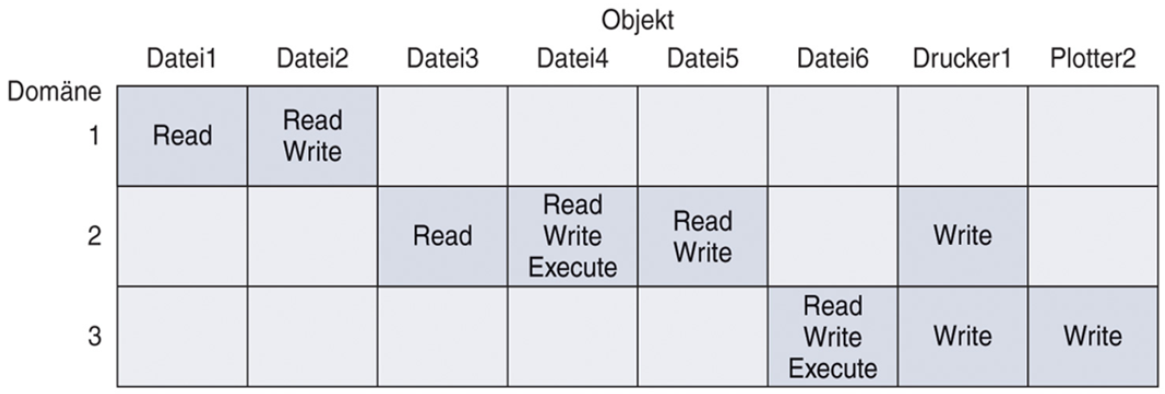 Objekt
Datei1 Datei2 Datei3 Datei4 Datei5 Datei6 Drucker1 Plotter2
Domäne
1 Read Read Write
2 Read Read Write Execute Read Write Write
3 Read Write Execute Write Write